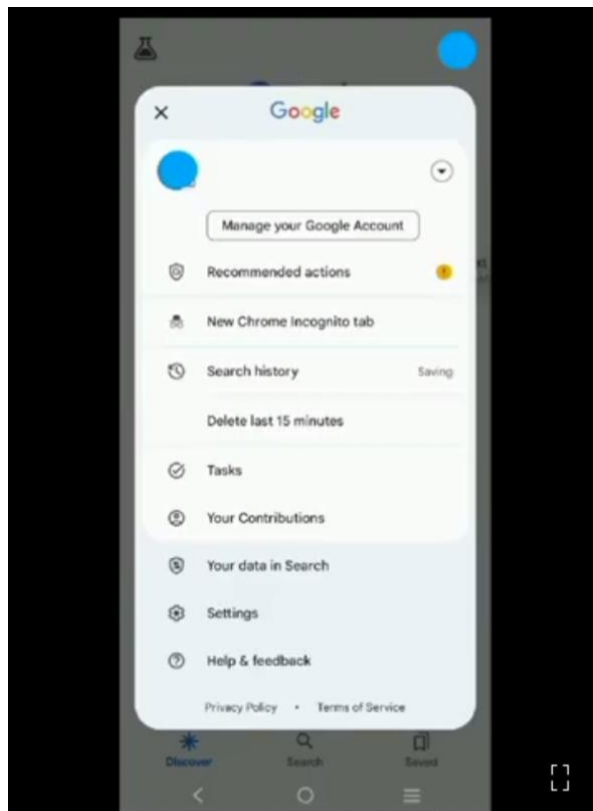 Google
Manage your Google Account
Recommended actions
New Chrome Incognito tab
Search history Saving
Delete last 15 minutes
Tasks
Your Contributions
Your data in Search
Settings
Help & feedback
Privacy Policy • Terms of Service
Discover Search Saved